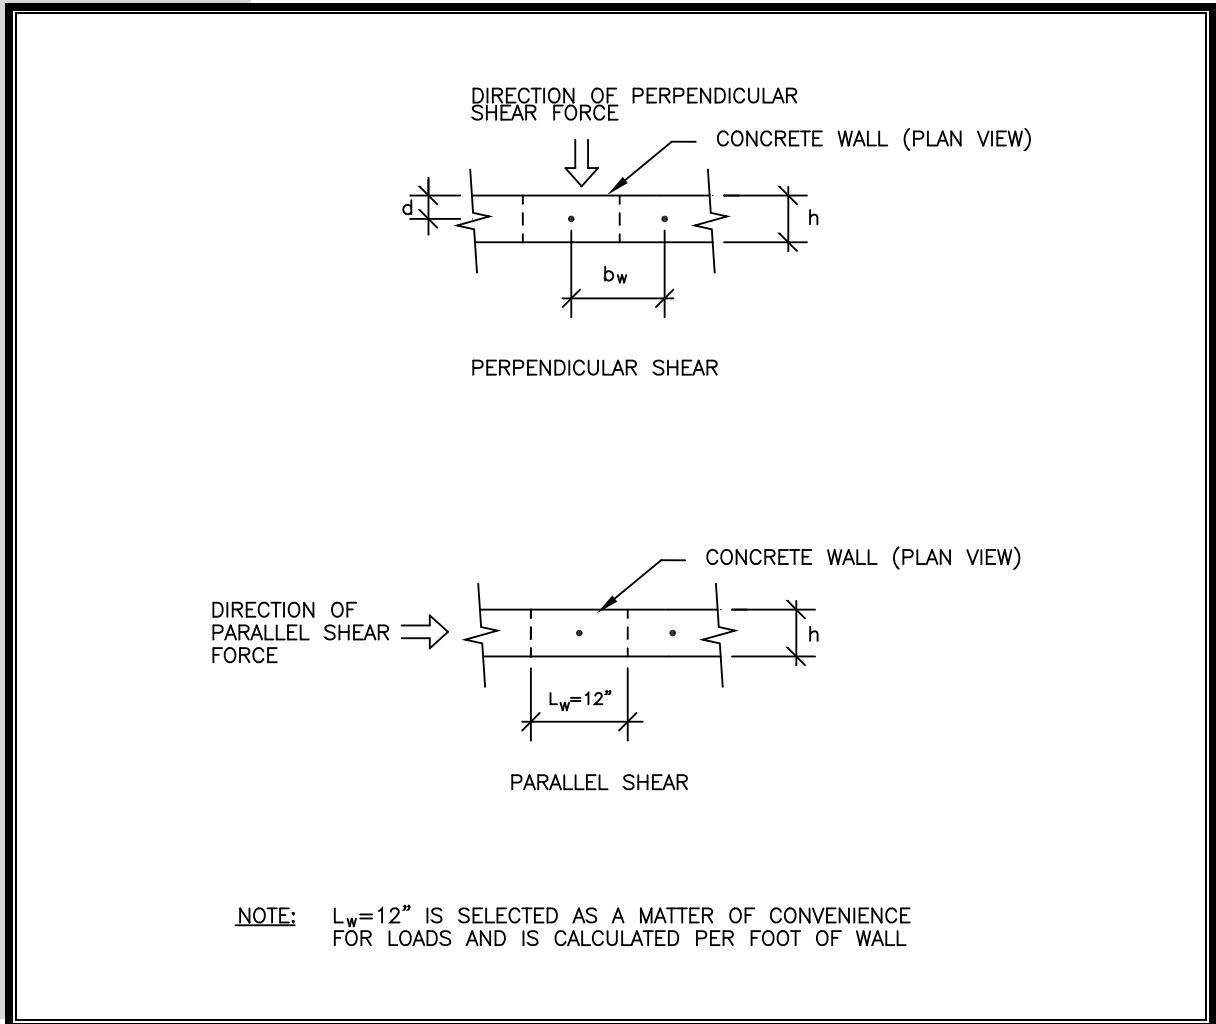 DIRECTION OF PERPENDICULAR
SHEAR FORCE
CONCRETE WALL (PLAN VIEW)
d
h
bw
PERPENDICULAR SHEAR
CONCRETE WALL (PLAN VIEW)
DIRECTION OF
PARALLEL SHEAR
FORCE
h
Lw=12"
PARALLEL SHEAR
NOTE: Lw=12" IS SELECTED AS A MATTER OF CONVENIENCE
FOR LOADS AND IS CALCULATED PER FOOT OF WALL